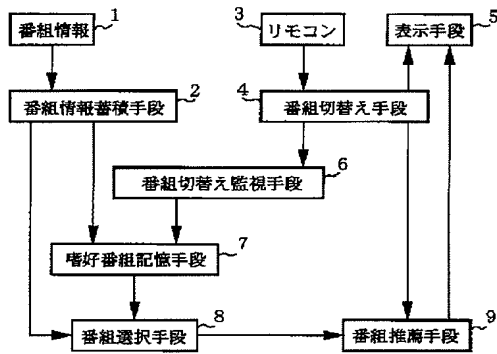 1
番組情報
3
リモコン
5
表示手段
2
番組情報蓄積手段
4
番組切替え手段
6
番組切替え監視手段
7
嗜好番組記憶手段
8
番組選択手段
9
番組推薦手段